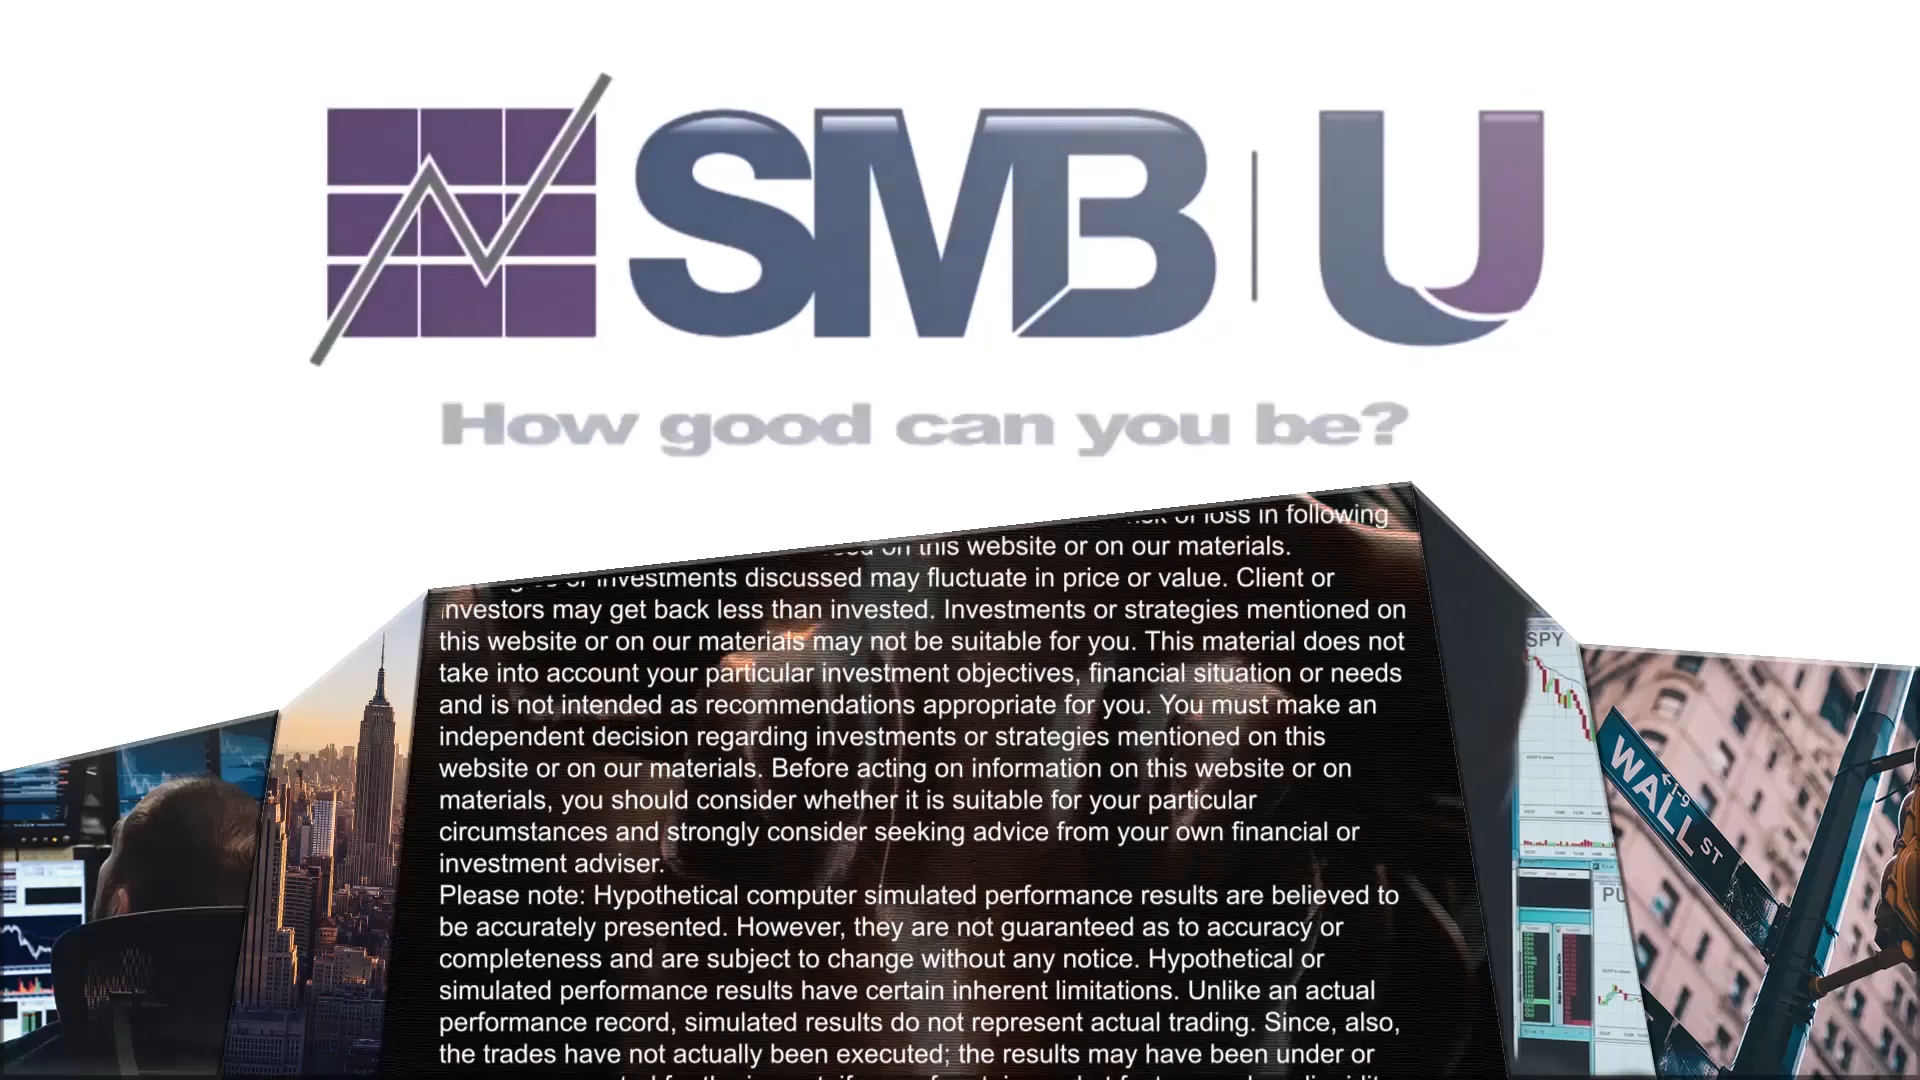 SMB | U
How good can you be?
of loss in following
on this website or on our materials.
investments discussed may fluctuate in price or value. Client or
investors may get back less than invested. Investments or strategies mentioned on
this website or on our materials may not be suitable for you. This material does not
take into account your particular investment objectives, financial situation or needs
and is not intended as recommendations appropriate for you. You must make an
independent decision regarding investments or strategies mentioned on this
website or on our materials. Before acting on information on this website or on
materials, you should consider whether it is suitable for your particular
circumstances and strongly consider seeking advice from your own financial or
investment adviser.
Please note: Hypothetical computer simulated performance results are believed to
be accurately presented. However, they are not guaranteed as to accuracy or
completeness and are subject to change without any notice. Hypothetical or
simulated performance results have certain inherent limitations. Unlike an actual
performance record, simulated results do not represent actual trading. Since, also,
the trades have not actually been executed; the results may have been under or
SPY
WALL ST
1-9